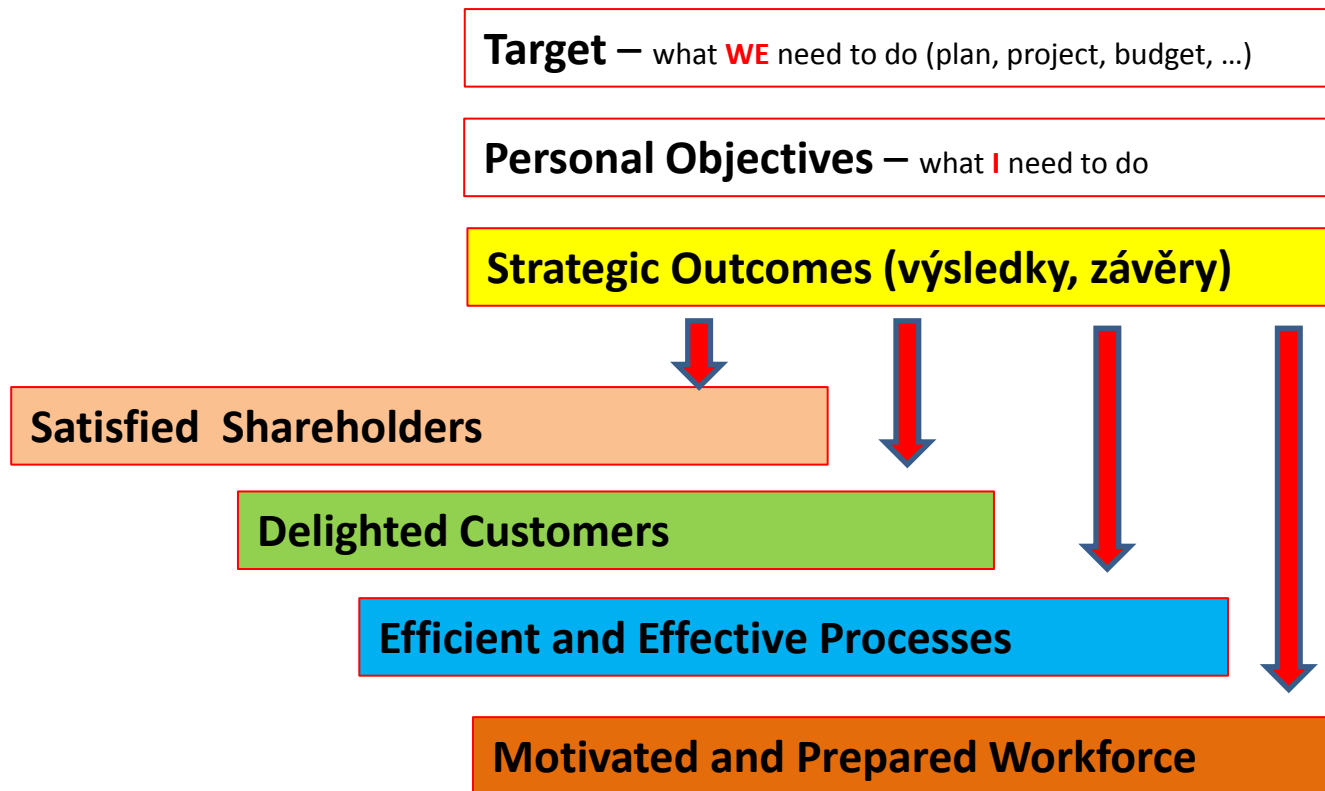 Target – what WE need to do (plan, project, budget, …)
Personal Objectives – what I need to do
Strategic Outcomes (výsledky, závěry)
Satisfied  Shareholders
Delighted Customers
Efficient and Effective Processes
Motivated and Prepared Workforce